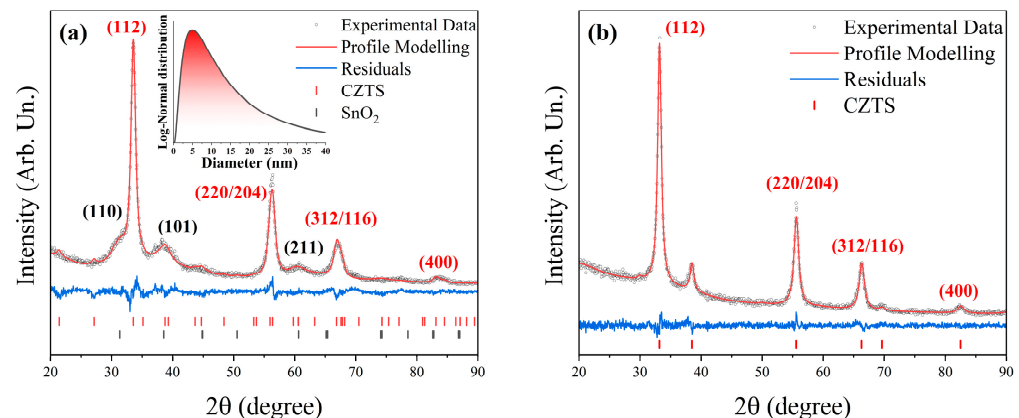 (a)
(112)
Experimental Data
Profile Modelling
Residuals
CZTS
SnO2
Log-Normal distribution
0
0 5 10 15 20 25 30 35 40
Diameter (nm)
(110)
(101)
(220/204)
(312/116)
(211)
(400)
Intensity (Arb. Un.)
20 30 40 50 60 70 80 90
2θ (degree)
(b)
(112)
Experimental Data
Profile Modelling
Residuals
CZTS
(220/204)
(312/116)
(400)
Intensity (Arb. Un.)
20 30 40 50 60 70 80 90
2θ (degree)